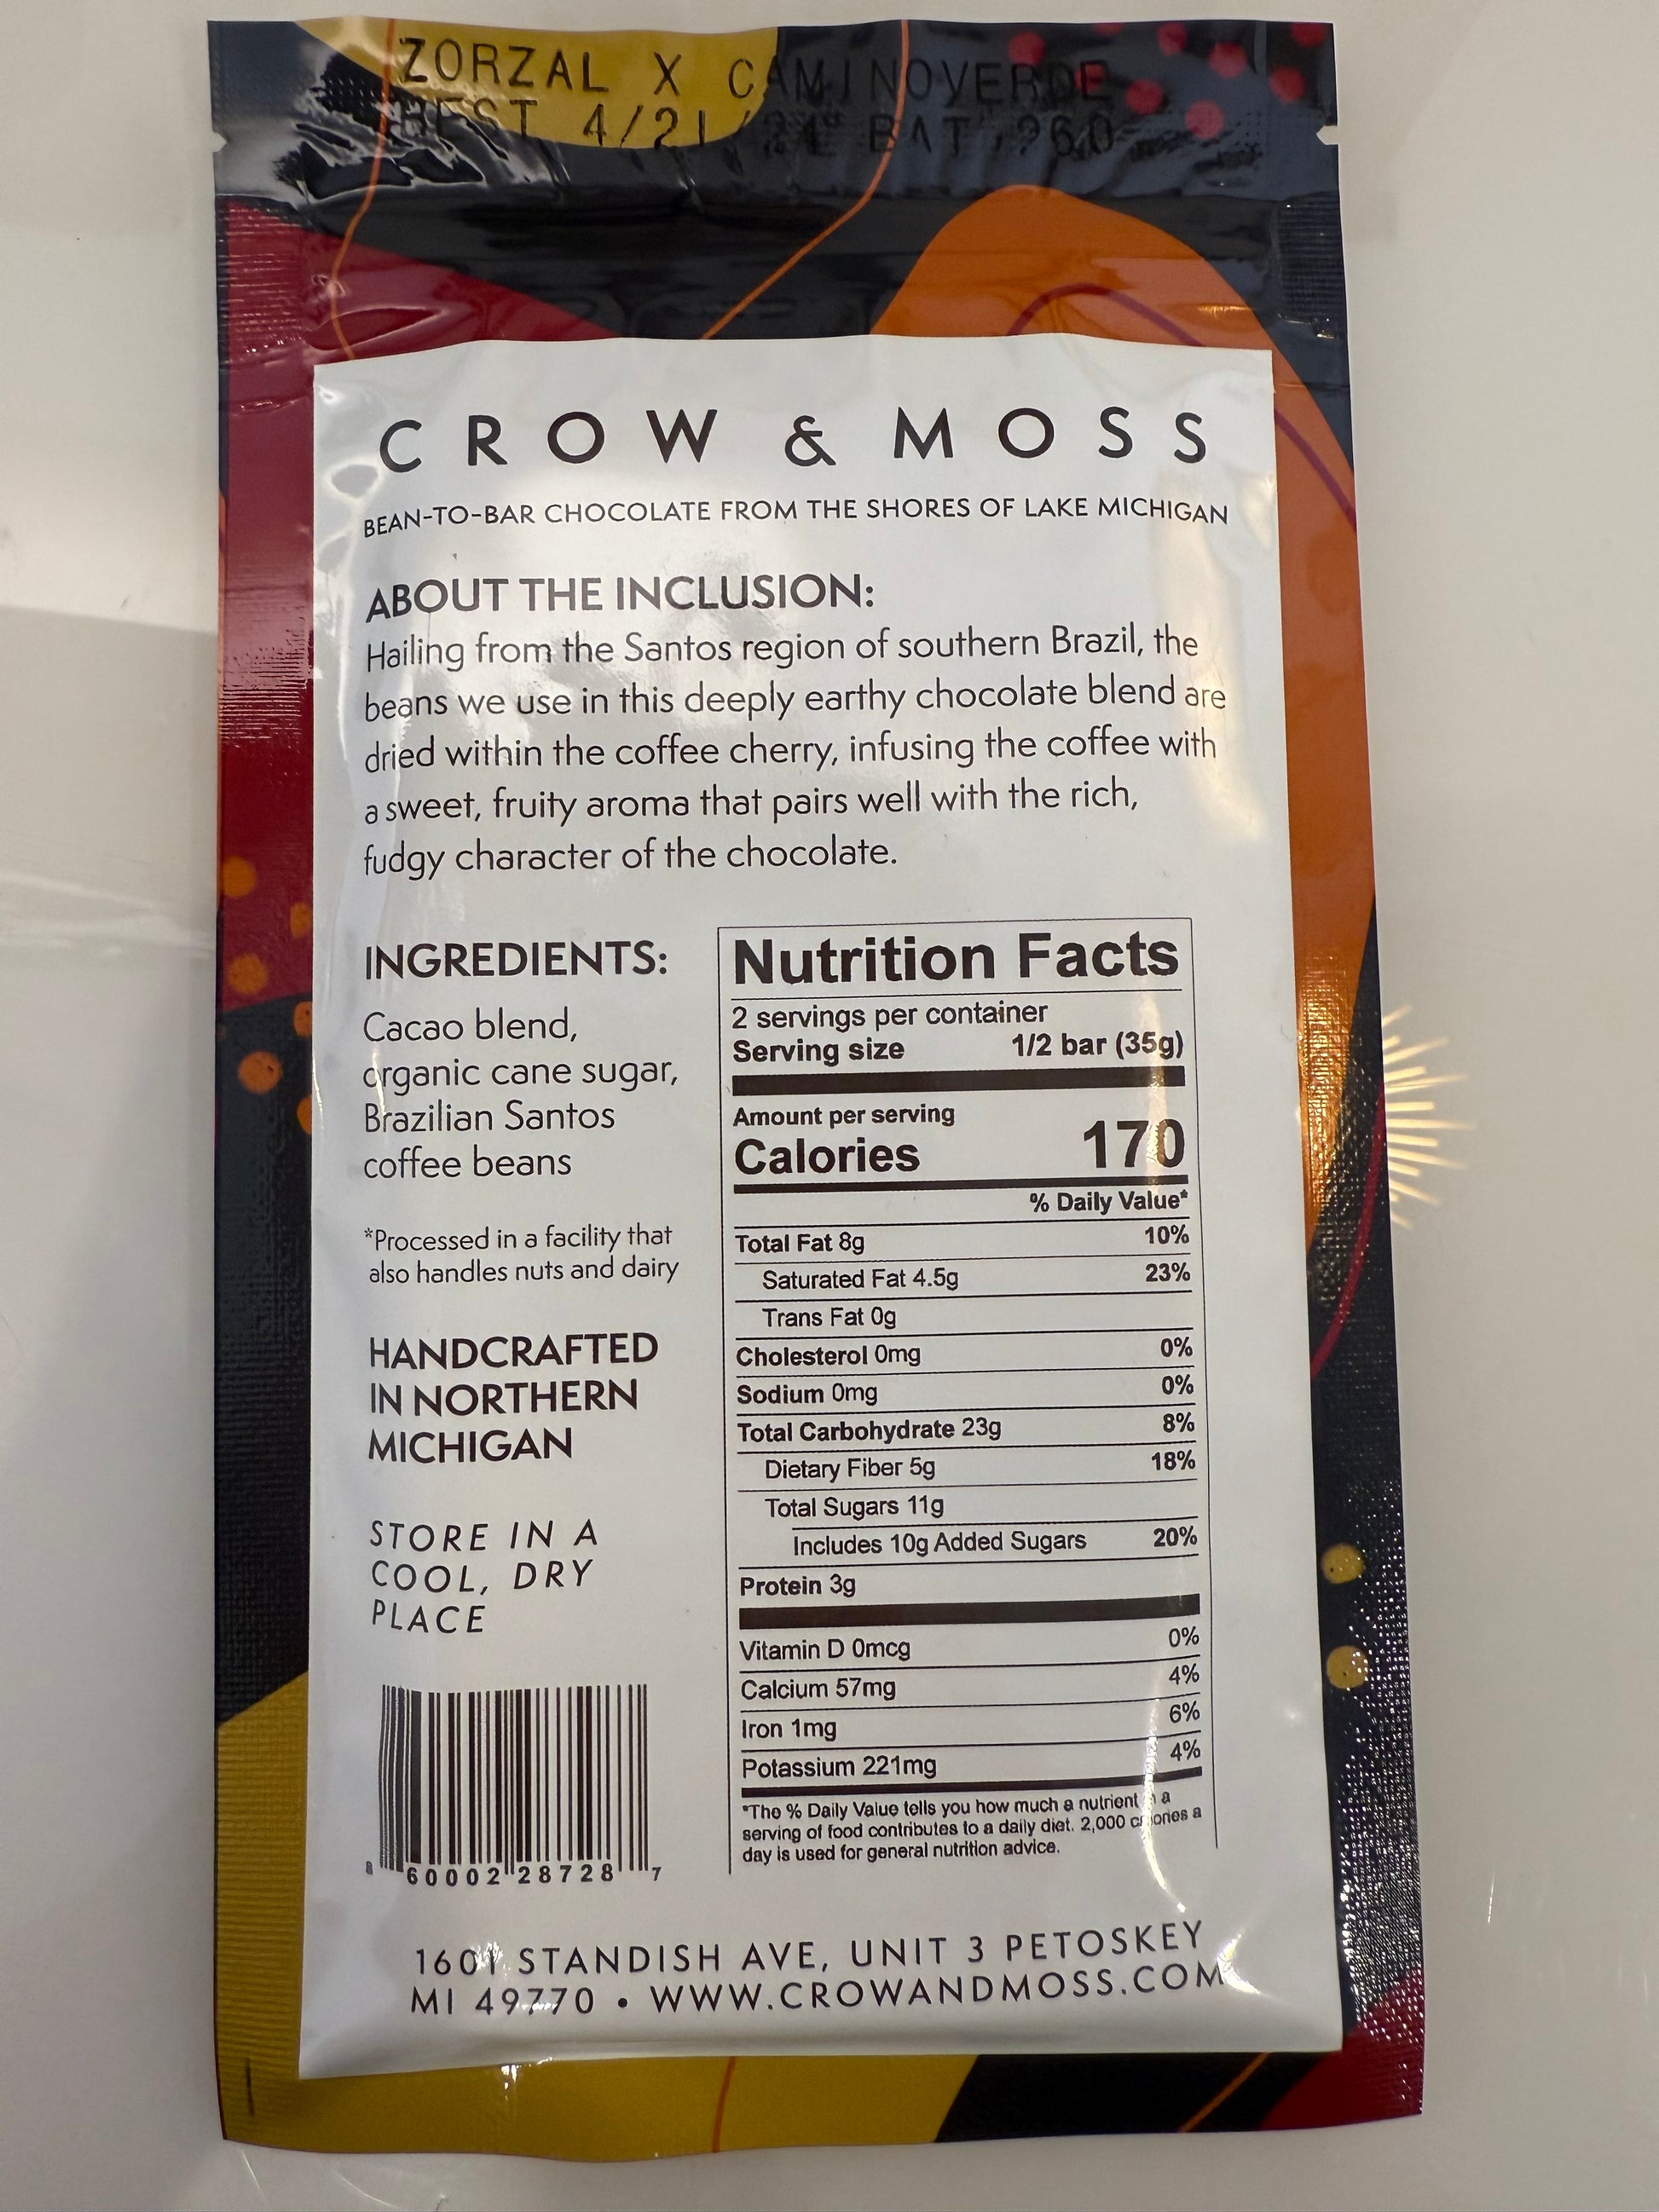 ZORZAL X CAMINOVERDE
BEST 4/21/24 BAT 260
CROW & MOSS
BEAN-TO-BAR CHOCOLATE FROM THE SHORES OF LAKE MICHIGAN
ABOUT THE INCLUSION:
Hailing from the Santos region of southern Brazil, the
beans we use in this deeply earthy chocolate blend are
dried within the coffee cherry, infusing the coffee with
a sweet, fruity aroma that pairs well with the rich,
fudgy character of the chocolate.
INGREDIENTS:
Cacao blend,
organic cane sugar,
Brazilian Santos
coffee beans
*Processed in a facility that
also handles nuts and dairy
HANDCRAFTED
IN NORTHERN
MICHIGAN
STORE IN A
COOL, DRY
PLACE
8 60002 28728 7
Nutrition Facts
2 servings per container
Serving size 1/2 bar (35g)
Amount per serving
Calories 170
% Daily Value*
Total Fat 8g 10%
Saturated Fat 4.5g 23%
Trans Fat 0g
Cholesterol 0mg 0%
Sodium 0mg 0%
Total Carbohydrate 23g 8%
Dietary Fiber 5g 18%
Total Sugars 11g
Includes 10g Added Sugars 20%
Protein 3g
Vitamin D 0mcg 0%
Calcium 57mg 4%
Iron 1mg 6%
Potassium 221mg 4%
*The % Daily Value tells you how much a nutrient in a
serving of food contributes to a daily diet. 2,000 calories a
day is used for general nutrition advice.
1601 STANDISH AVE, UNIT 3 PETOSKEY
MI 49770 • WWW.CROWANDMOSS.COM